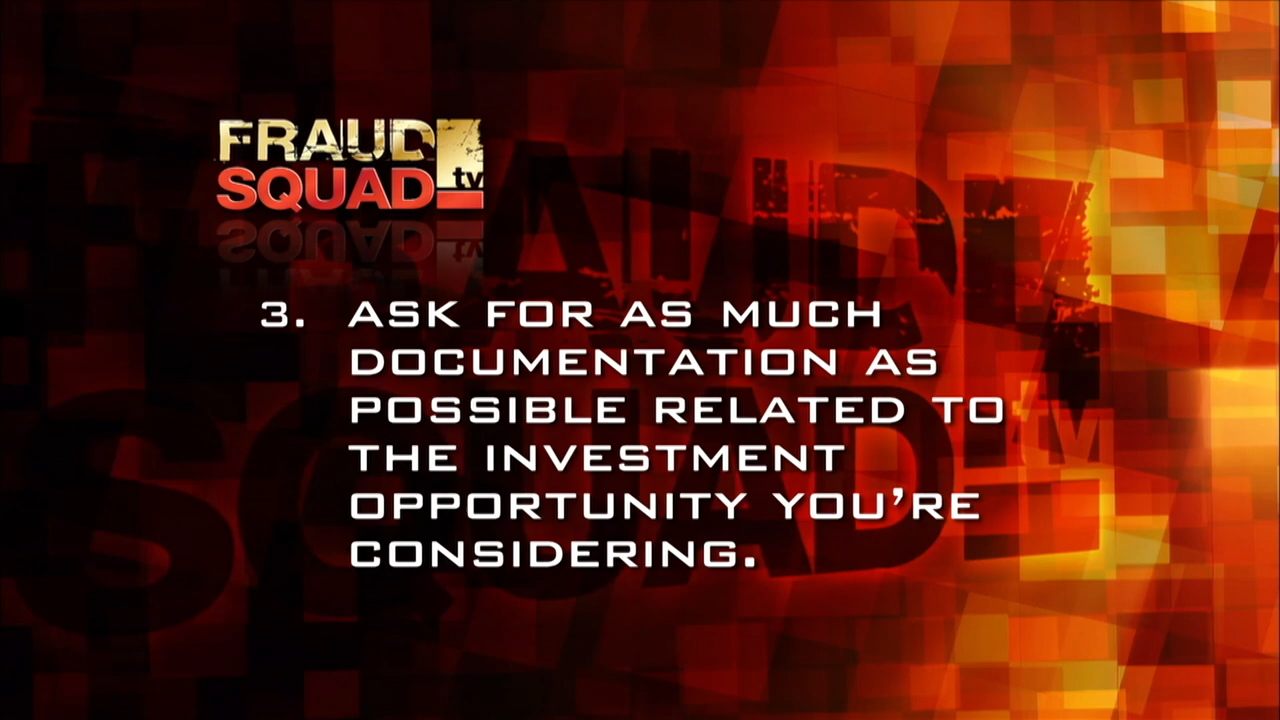 FRAUD
SQUAD tv
3. ASK FOR AS MUCH
DOCUMENTATION AS
POSSIBLE RELATED TO
THE INVESTMENT
OPPORTUNITY YOU'RE
CONSIDERING.